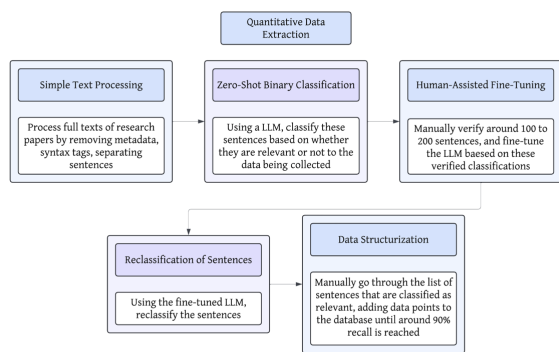 Quantitative Data
Extraction
Simple Text Processing
Process full texts of research
papers by removing metadata,
syntax tags, separating
sentences
Zero-Shot Binary Classification
Using a LLM, classify these
sentences based on whether
they are relevant or not to the
data being collected
Human-Assisted Fine-Tuning
Manually verify around 100 to
200 sentences, and fine-tune
the LLM baesed on these
verified classifications
Reclassification of Sentences
Using the fine-tuned LLM,
reclassify the sentences
Data Structurization
Manually go through the list of
sentences that are classified as
relevant, adding data points to
the database until around 90%
recall is reached